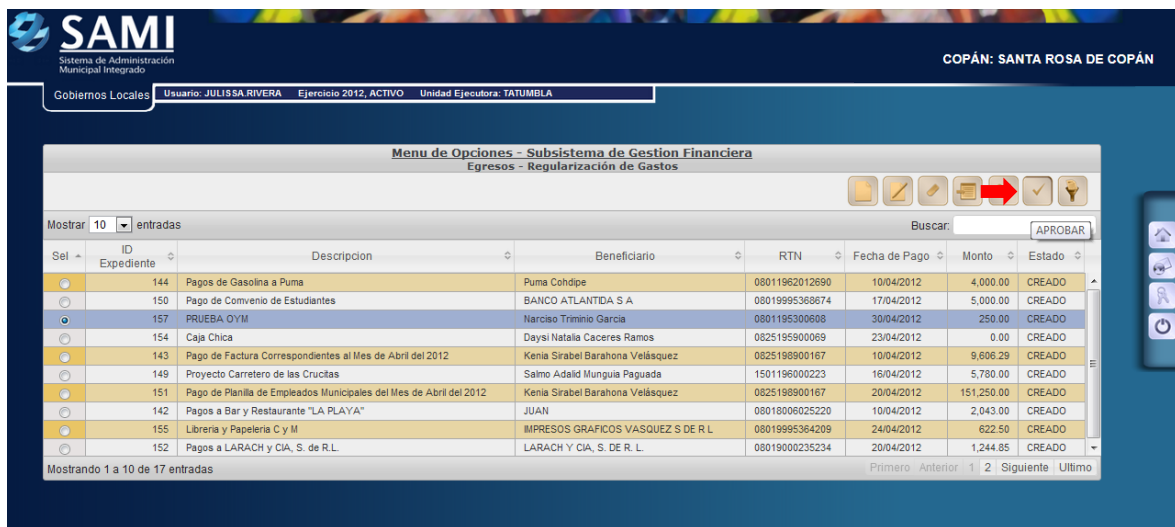 SAMI
Sistema de Administración
Municipal Integrado
COPÁN: SANTA ROSA DE COPÁN
Gobiernos Locales Usuario: JULISSA.RIVERA Ejercicio 2012, ACTIVO Unidad Ejecutora: TATUMBLA
Menu de Opciones - Subsistema de Gestion Financiera
Egresos - Regularización de Gastos
Mostrar 10 entradas Buscar:
APROBAR
Sel ID Expediente Descripcion Beneficiario RTN Fecha de Pago Monto Estado
144 Pagos de Gasolina a Puma Puma Cohdipe 08011962012690 10/04/2012 4,000.00 CREADO
150 Pago de Comvenio de Estudiantes BANCO ATLANTIDA S A 08019995368674 17/04/2012 5,000.00 CREADO
157 PRUEBA OYM Narciso Triminio Garcia 0801195300608 30/04/2012 250.00 CREADO
154 Caja Chica Daysi Natalia Caceres Ramos 0825195900069 23/04/2012 0.00 CREADO
143 Pago de Factura Correspondientes al Mes de Abril del 2012 Kenia Sirabel Barahona Velásquez 0825198900167 10/04/2012 9,606.29 CREADO
149 Proyecto Carretero de las Crucitas Salmo Adalid Munguia Paguada 1501196000223 16/04/2012 5,780.00 CREADO
151 Pago de Planilla de Empleados Municipales del Mes de Abril del 2012 Kenia Sirabel Barahona Velásquez 0825198900167 20/04/2012 151,250.00 CREADO
142 Pagos a Bar y Restaurante "LA PLAYA" JUAN 08018006025220 10/04/2012 2,043.00 CREADO
155 Libreria y Papeleria C y M IMPRESOS GRAFICOS VASQUEZ S DE R L 08019995364209 24/04/2012 622.50 CREADO
152 Pagos a LARACH y CIA, S. de R.L. LARACH Y CIA, S. DE R. L. 08019000235234 20/04/2012 1,244.85 CREADO
Mostrando 1 a 10 de 17 entradas Primero Anterior 1 2 Siguiente Ultimo